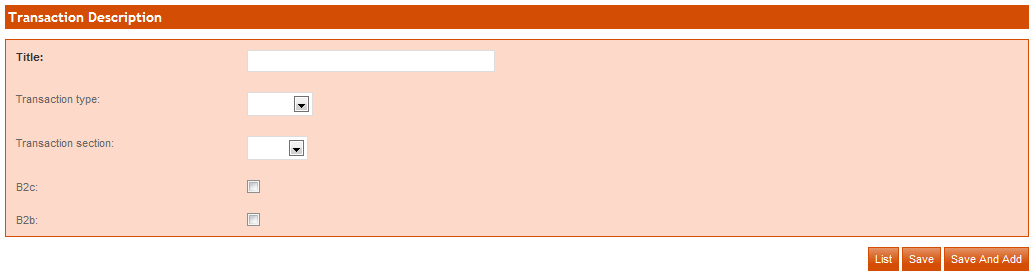 Transaction Description
Title:
Transaction type:
Transaction section:
B2c:
B2b:
List Save Save And Add